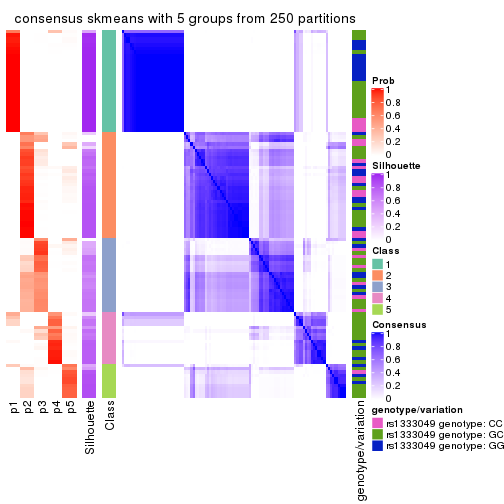 consensus skmeans with 5 groups from 250 partitions
Prob
1
0.8
0.6
0.4
0.2
0
Silhouette
1
0.8
0.6
0.4
0.2
0
Class
1
2
3
4
5
Consensus
1
0.8
0.6
0.4
0.2
0
genotype/variation
rs1333049 genotype: CC
rs1333049 genotype: GC
rs1333049 genotype: GG
p1
p2
p3
p4
p5
Silhouette
Class
genotype/variation